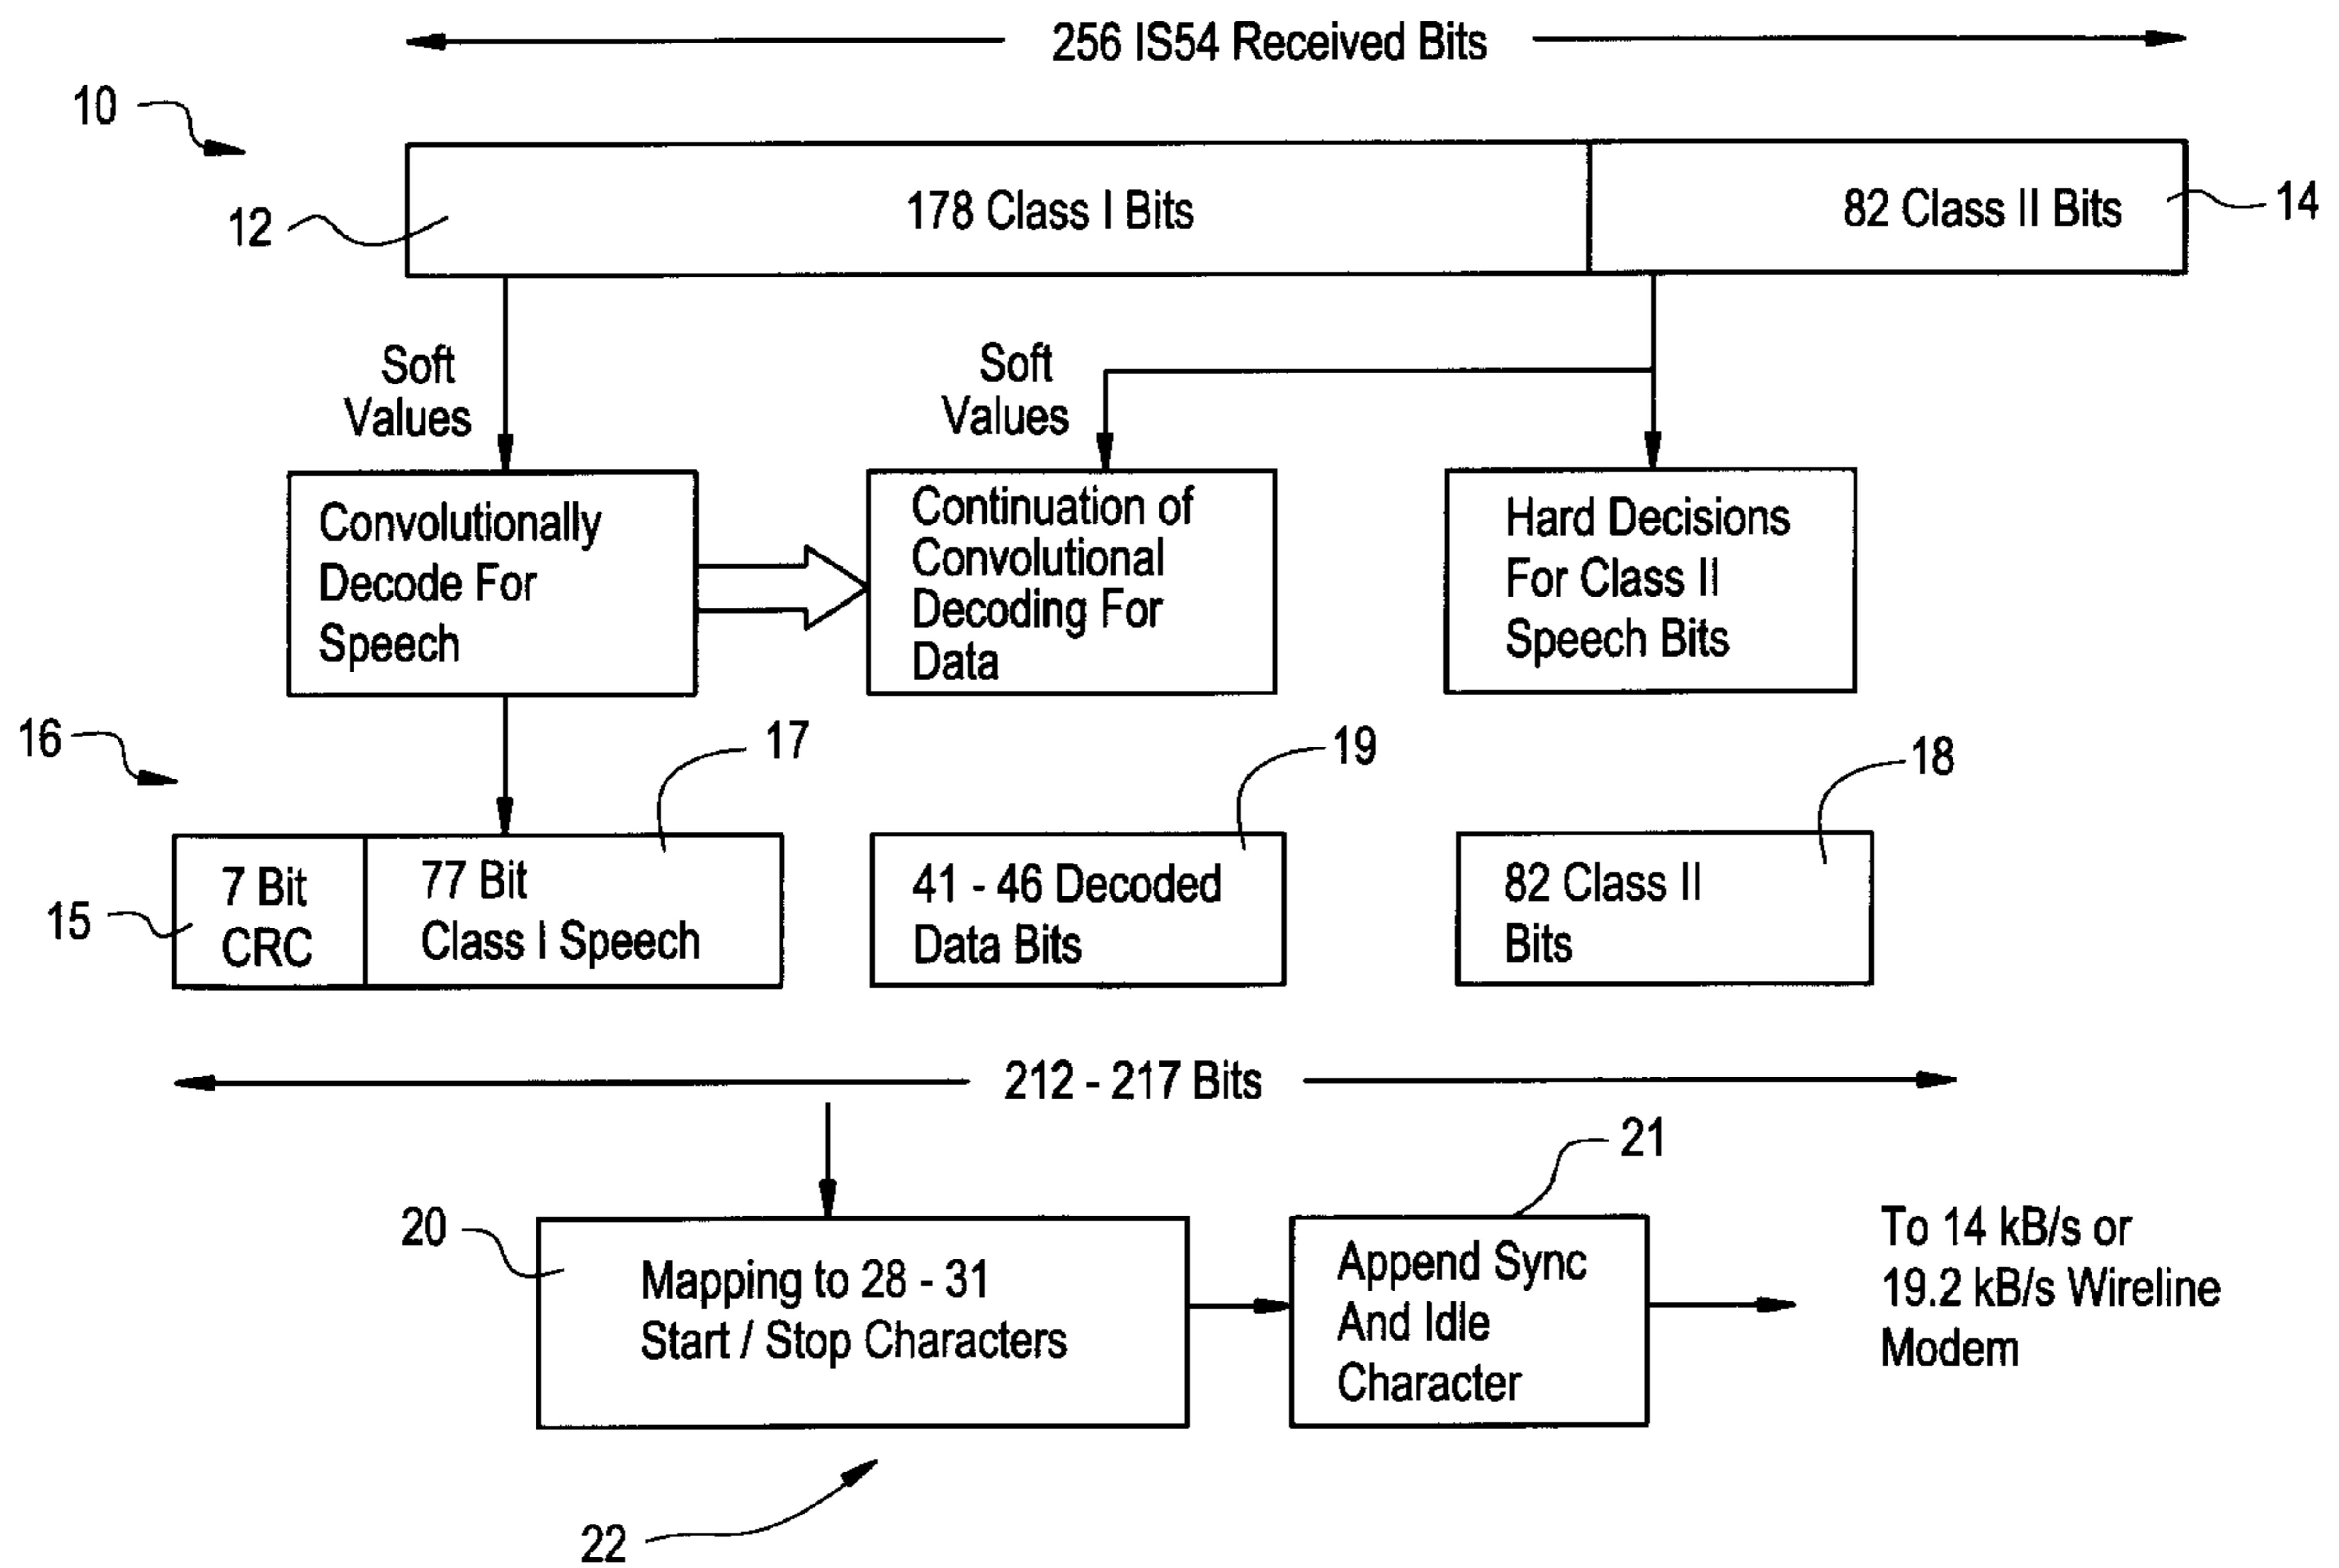 256 IS54 Received Bits
10
12
178 Class I Bits
82 Class II Bits
14
Soft
Values
Soft
Values
Convolutionally
Decode For
Speech
Continuation of
Convolutional
Decoding For
Data
Hard Decisions
For Class II
Speech Bits
16
17
19
18
15
7 Bit
CRC
77 Bit
Class I Speech
41 - 46 Decoded
Data Bits
82 Class II
Bits
212 - 217 Bits
20
Mapping to 28 - 31
Start / Stop Characters
21
Append Sync
And Idle
Character
To 14 kB/s or
19.2 kB/s Wireline
Modem
22